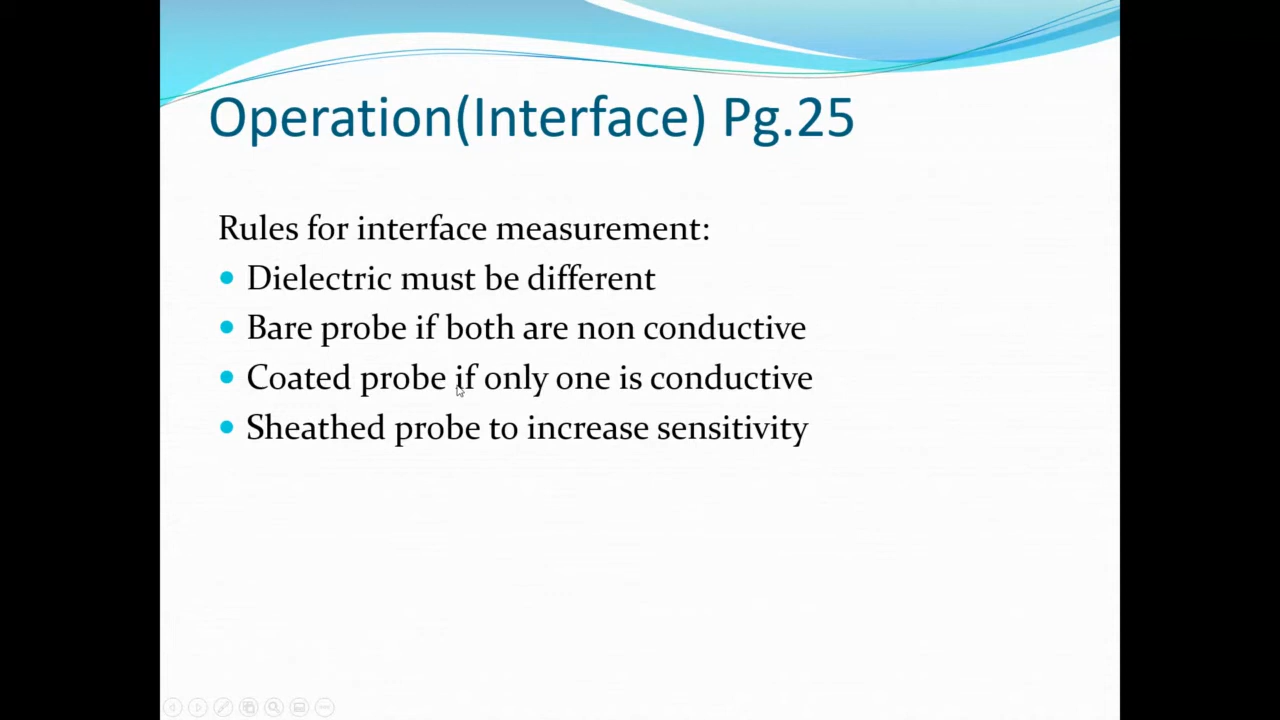 Operation(Interface) Pg.25
Rules for interface measurement:
• Dielectric must be different
• Bare probe if both are non conductive
• Coated probe if only one is conductive
• Sheathed probe to increase sensitivity